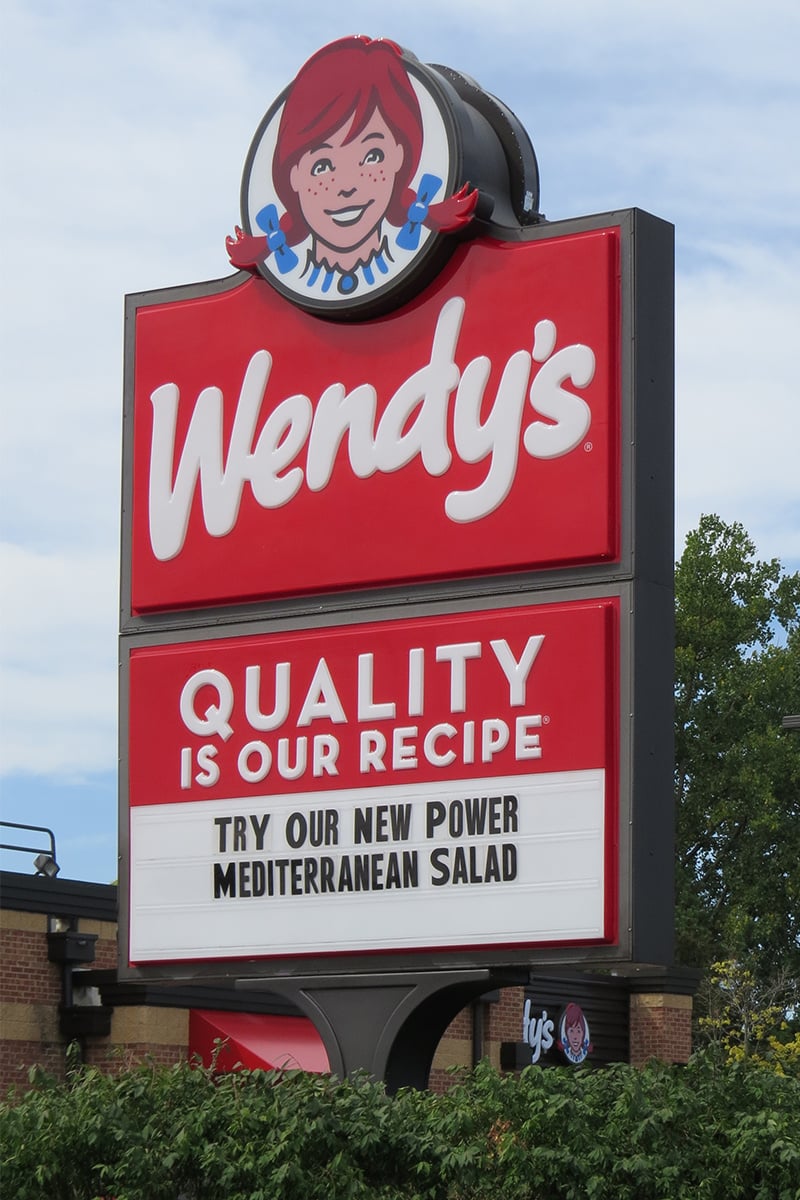 Wendy's®
QUALITY
IS OUR RECIPE®
TRY OUR NEW POWER
MEDITERRANEAN SALAD
y's